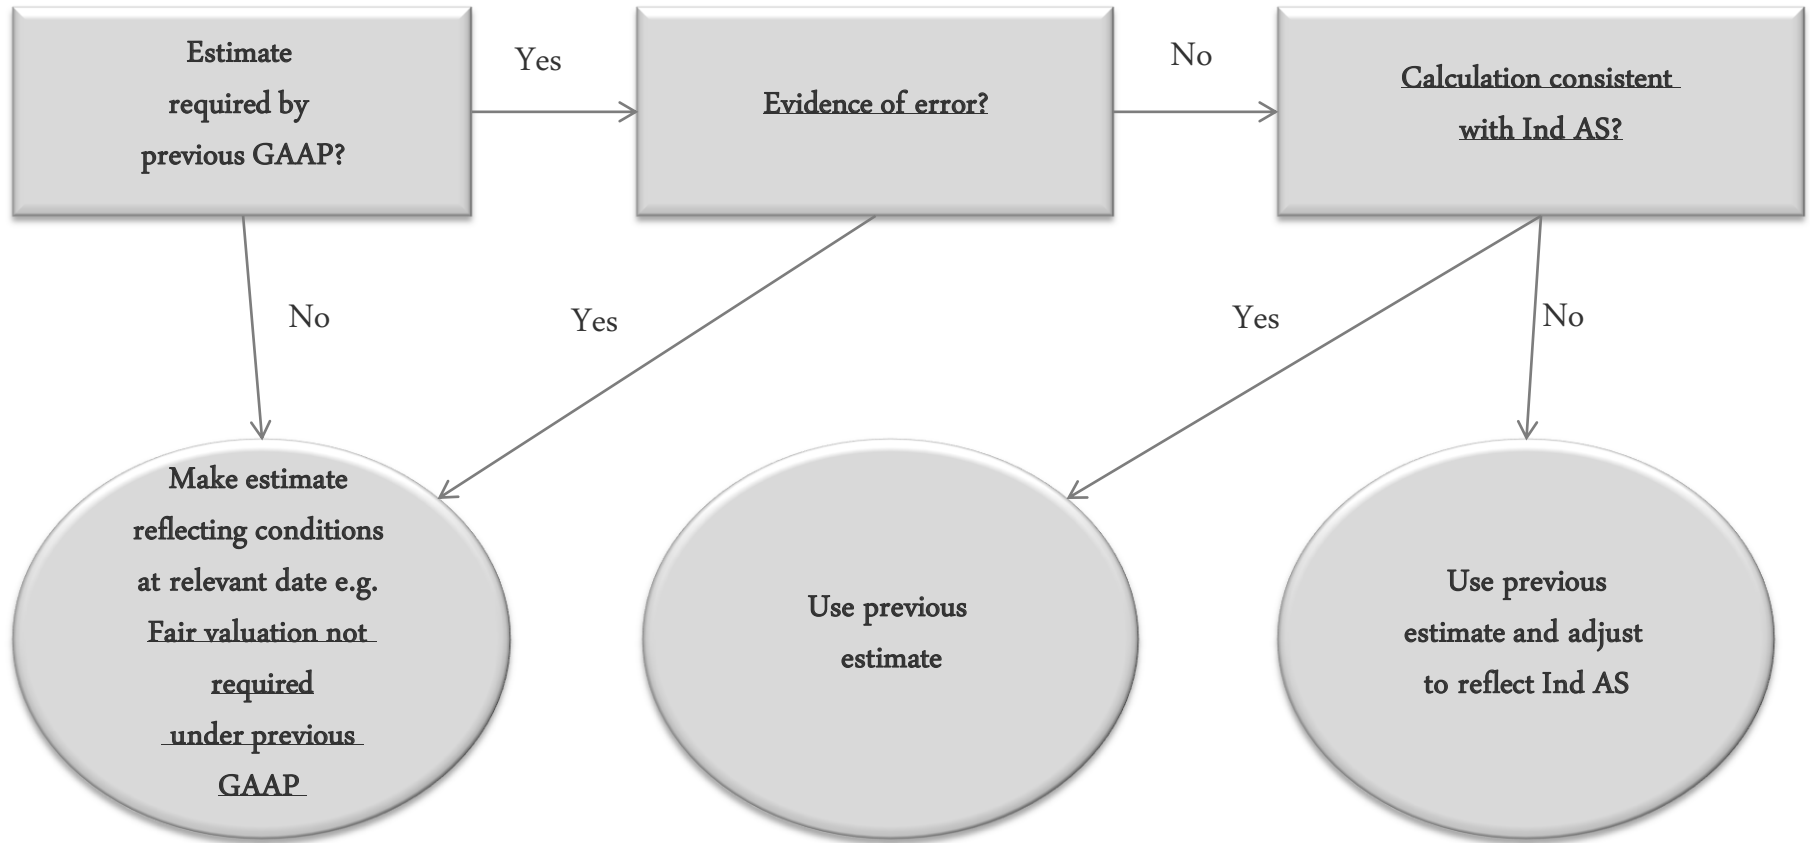 Estimate
required by
previous GAAP?
Yes
Evidence of error?
No
Calculation consistent
with Ind AS?
No
Yes
Yes
No
Make estimate
reflecting conditions
at relevant date e.g.
Fair valuation not
required
under previous
GAAP
Use previous
estimate
Use previous
estimate and adjust
to reflect Ind AS